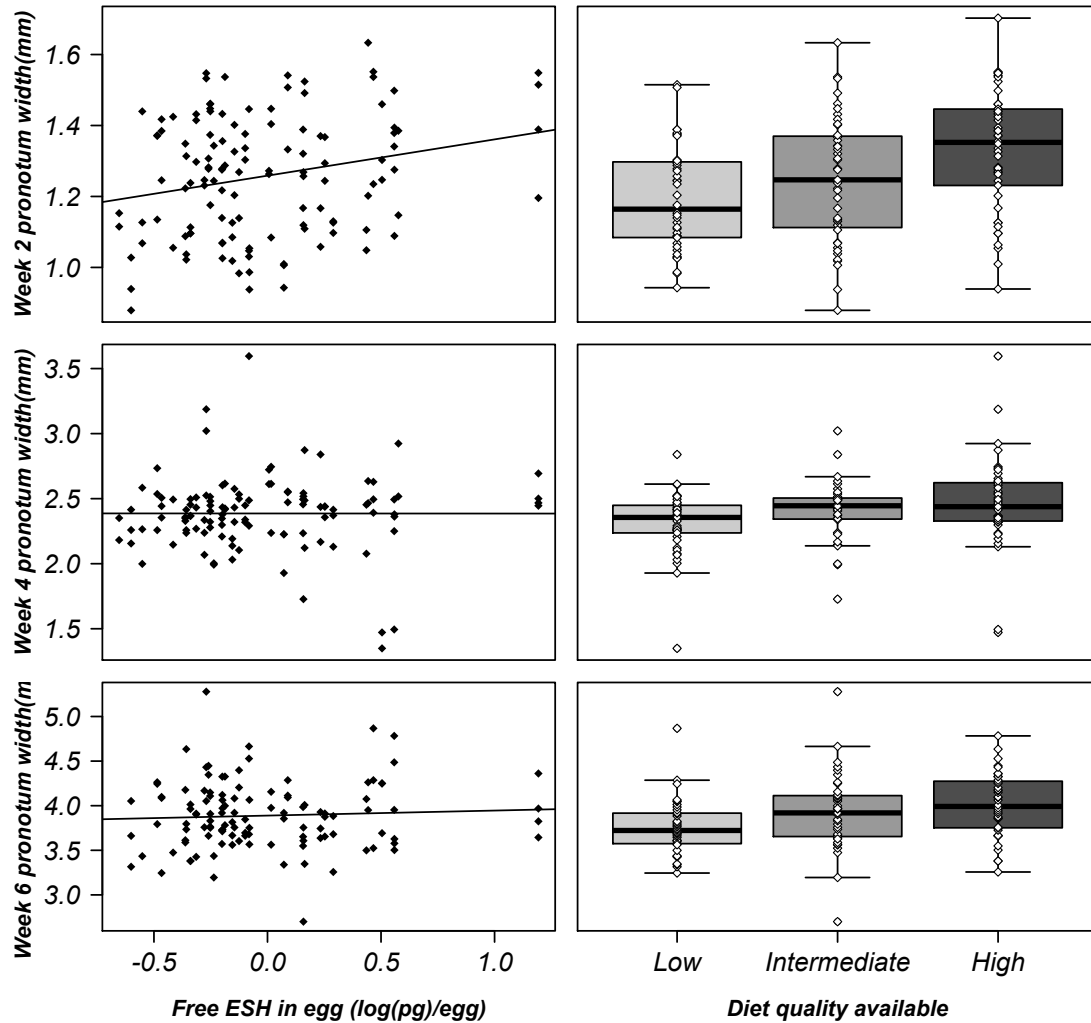 Week 2 pronotum width(mm)
1.6
1.4
1.2
1.0
Week 4 pronotum width(mm)
3.5
3.0
2.5
2.0
1.5
Week 6 pronotum width(m
5.0
4.5
4.0
3.5
3.0
-0.5 0.0 0.5 1.0
Low Intermediate High
Free ESH in egg (log(pg)/egg)
Diet quality available